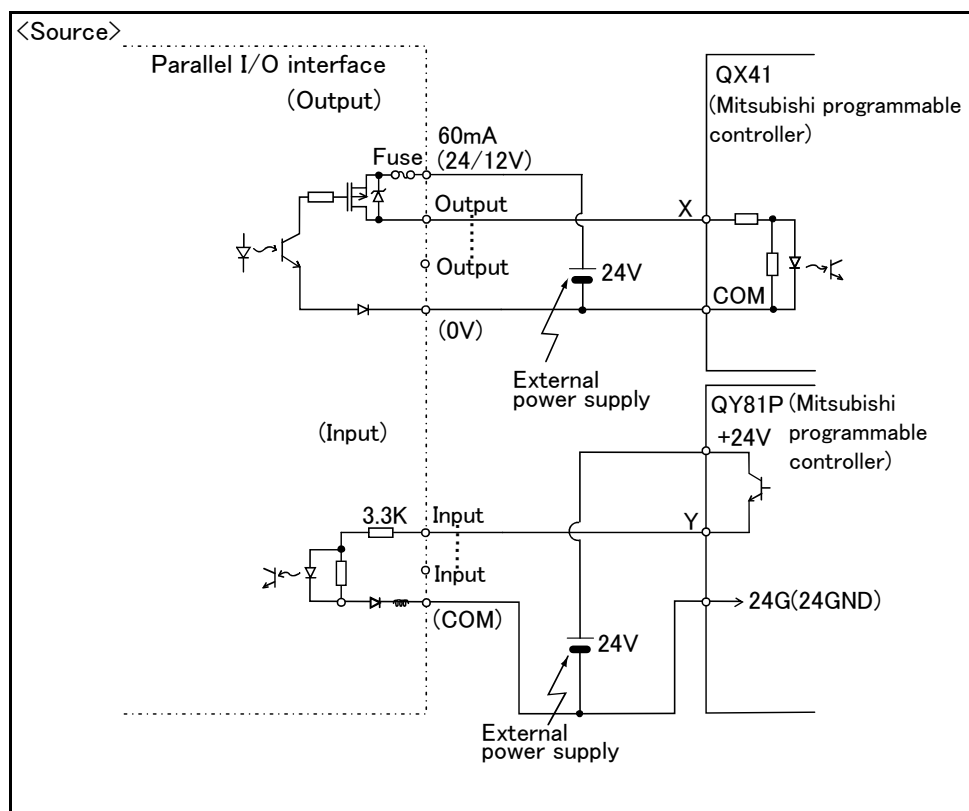 <Source>
Parallel I/O interface
(Output)
Fuse
60mA
(24/12V)
Output
Output
(0V)
24V
External
power supply
QX41
(Mitsubishi programmable
controller)
X
COM
(Input)
3.3K
Input
Input
(COM)
24V
External
power supply
QY81P (Mitsubishi
programmable
controller)
+24V
Y
24G(24GND)